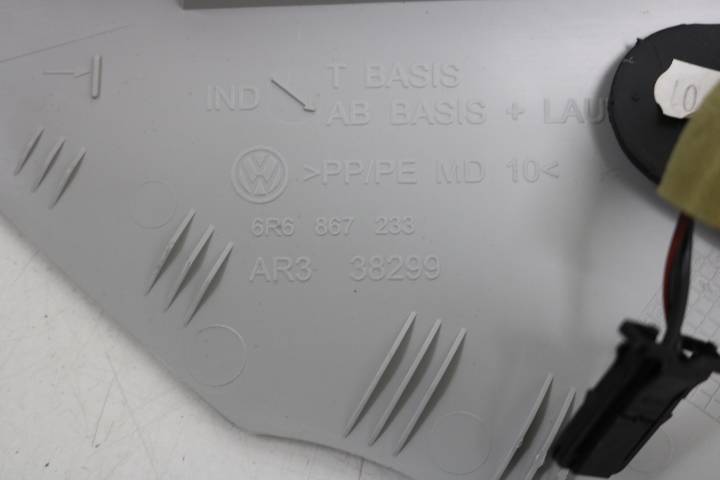 T BASIS
IND AB BASIS + LAU
>PP/PE MD 10<
6R6 867 233
AR3 38299
10